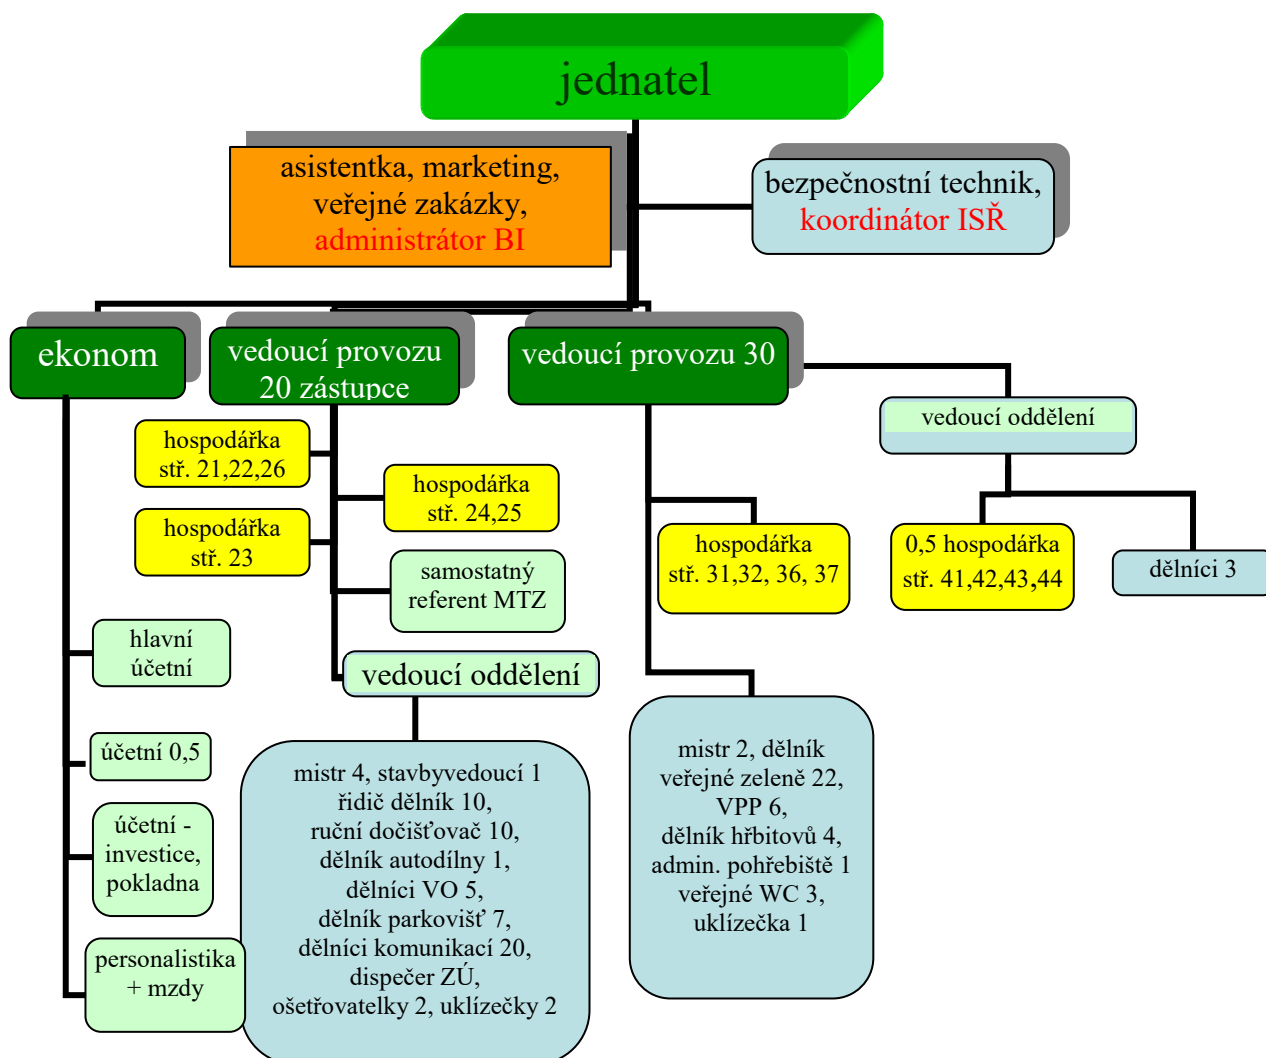 jednatel
asistentka, marketing,
veřejné zakázky,
administrátor BI
bezpečnostní technik,
koordinátor ISŘ
ekonom
vedoucí provozu
20 zástupce
vedoucí provozu 30
vedoucí oddělení
hospodářka
stř. 21,22,26
hospodářka
stř. 24,25
hospodářka
stř. 23
samostatný
referent MTZ
hospodářka
stř. 31,32, 36, 37
0,5 hospodářka
stř. 41,42,43,44
dělníci 3
hlavní
účetní
účetní 0,5
účetní -
investice,
pokladna
personalistika
+ mzdy
vedoucí oddělení
mistr 4, stavbyvedoucí 1
řidič dělník 10,
ruční dočišťovač 10,
dělník autodílny 1,
dělníci VO 5,
dělník parkovišť 7,
dělníci komunikací 20,
dispečer ZÚ,
ošetřovatelky 2, uklízečky 2
mistr 2, dělník
veřejné zeleně 22,
VPP 6,
dělník hřbitovů 4,
admin. pohřebiště 1
veřejné WC 3,
uklízečka 1